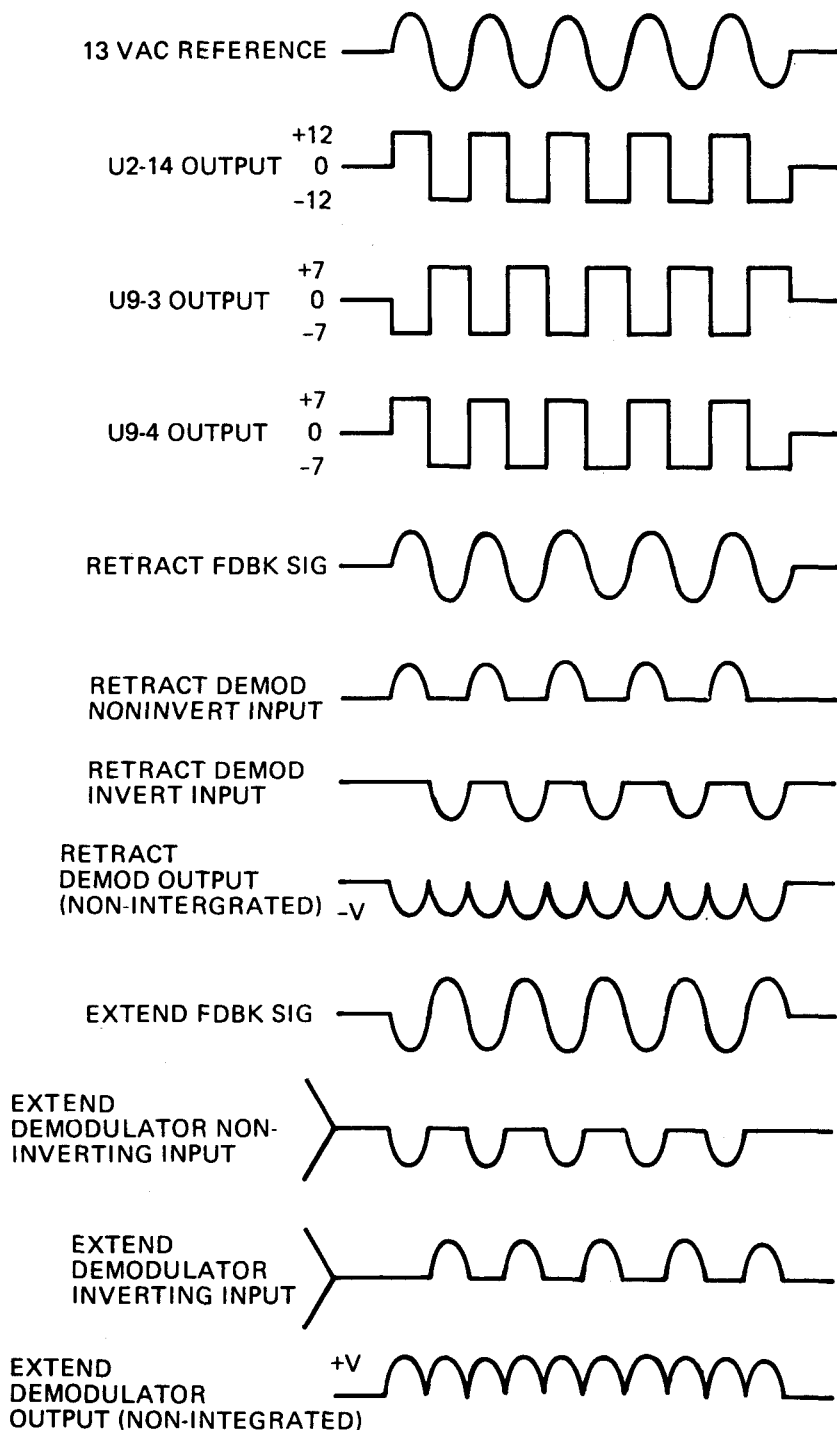 13 VAC REFERENCE
+12
U2-14 OUTPUT 0
-12
+7
U9-3 OUTPUT 0
-7
+7
U9-4 OUTPUT 0
-7
RETRACT FDBK SIG
RETRACT DEMOD
NONINVERT INPUT
RETRACT DEMOD
INVERT INPUT
RETRACT
DEMOD OUTPUT
(NON-INTERGRATED) -V
EXTEND FDBK SIG
EXTEND
DEMODULATOR NON-
INVERTING INPUT
EXTEND
DEMODULATOR
INVERTING INPUT
EXTEND +V
DEMODULATOR
OUTPUT (NON-INTEGRATED)